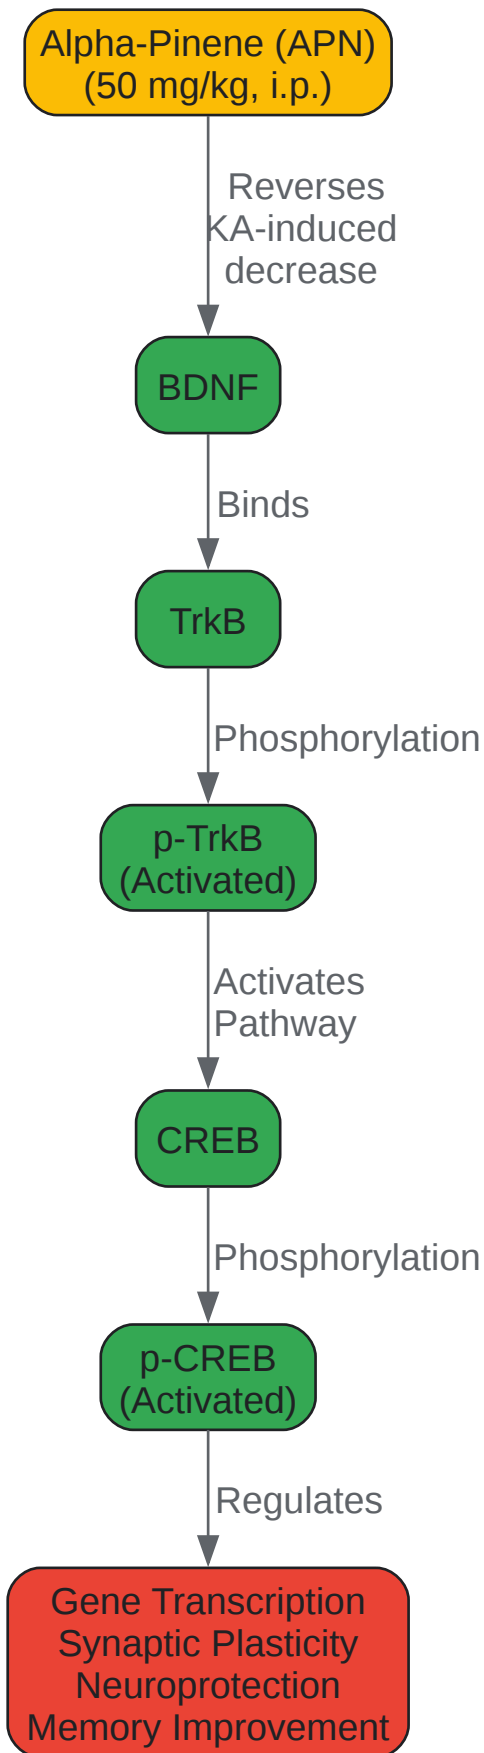 Alpha-Pinene (APN)
(50 mg/kg, i.p.)
Reverses
KA-induced
decrease
BDNF
Binds
TrkB
Phosphorylation
p-TrkB
(Activated)
Activates
Pathway
CREB
Phosphorylation
p-CREB
(Activated)
Regulates
Gene Transcription
Synaptic Plasticity
Neuroprotection
Memory Improvement